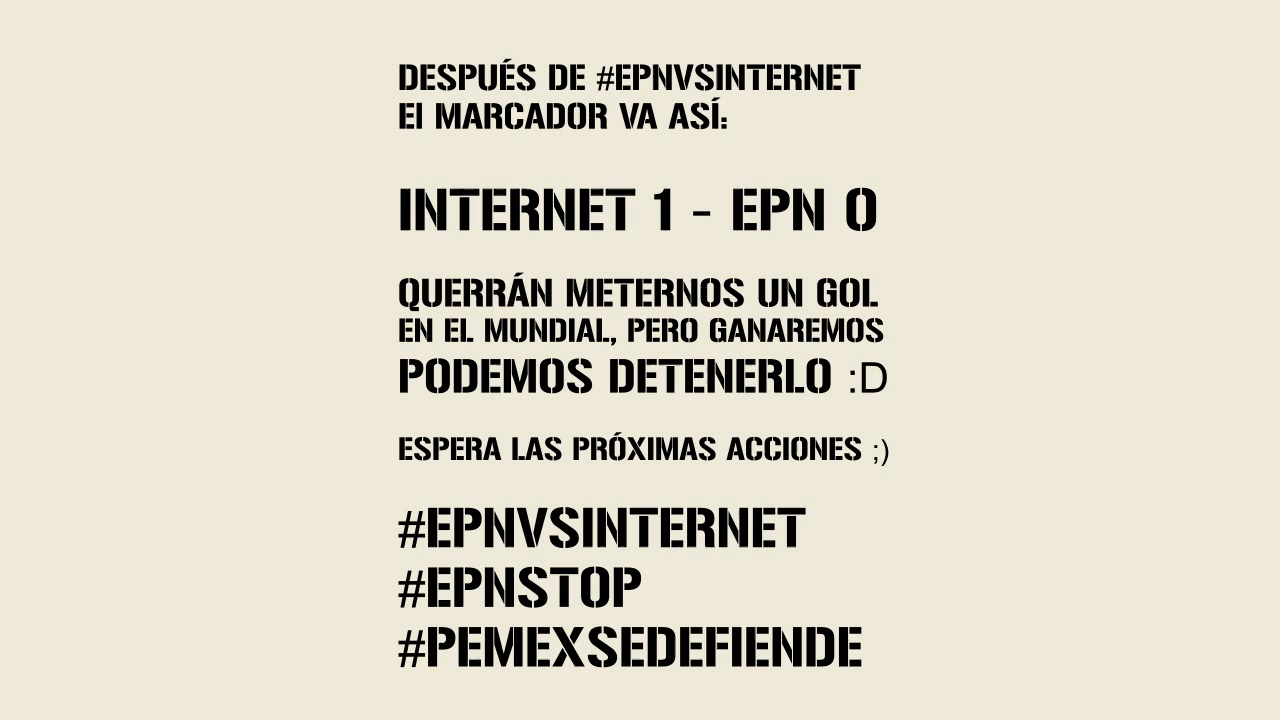 DESPUÉS DE #EPNVSINTERNET
El MARCADOR VA ASÍ:
INTERNET 1 - EPN 0
QUERRÁN METERNOS UN GOL
EN EL MUNDIAL, PERO GANAREMOS
PODEMOS DETENERLO :D
ESPERA LAS PRÓXIMAS ACCIONES ;)
#EPNVSINTERNET
#EPNSTOP
#PEMEXSEDEFIENDE